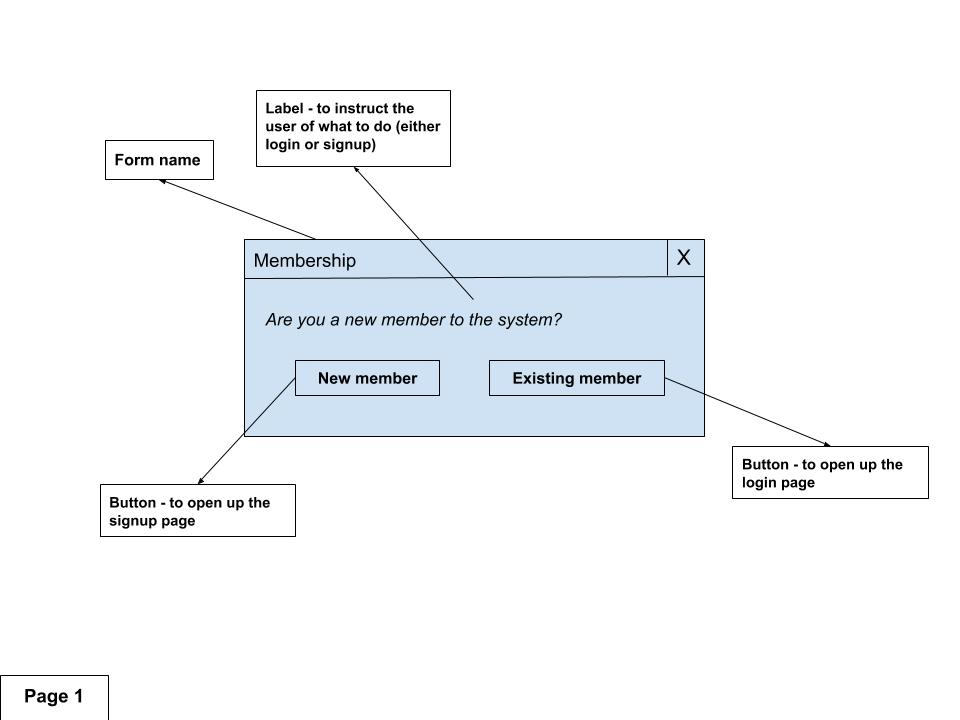 Label - to instruct the
user of what to do (either
login or signup)
Form name
Membership
X
Are you a new member to the system?
New member
Existing member
Button - to open up the
login page
Button - to open up the
signup page
Page 1